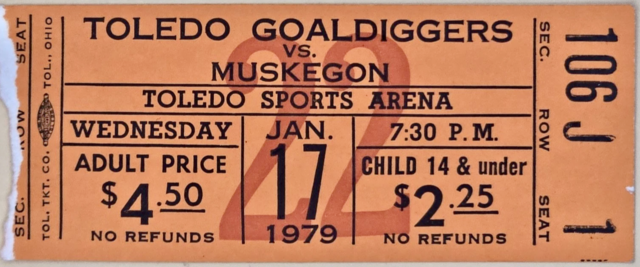 TOLEDO GOALDIGGERS
VS.
MUSKEGON
TOLEDO SPORTS ARENA
WEDNESDAY
JAN.
7:30 P.M.
ADULT PRICE
$4.50
NO REFUNDS
17
1979
CHILD 14 & under
$2.25
NO REFUNDS
22
SEC.
106
ROW
J
SEAT
1
SEAT
ROW
SEC.
TOL. TKT. CO.
TOL., OHIO